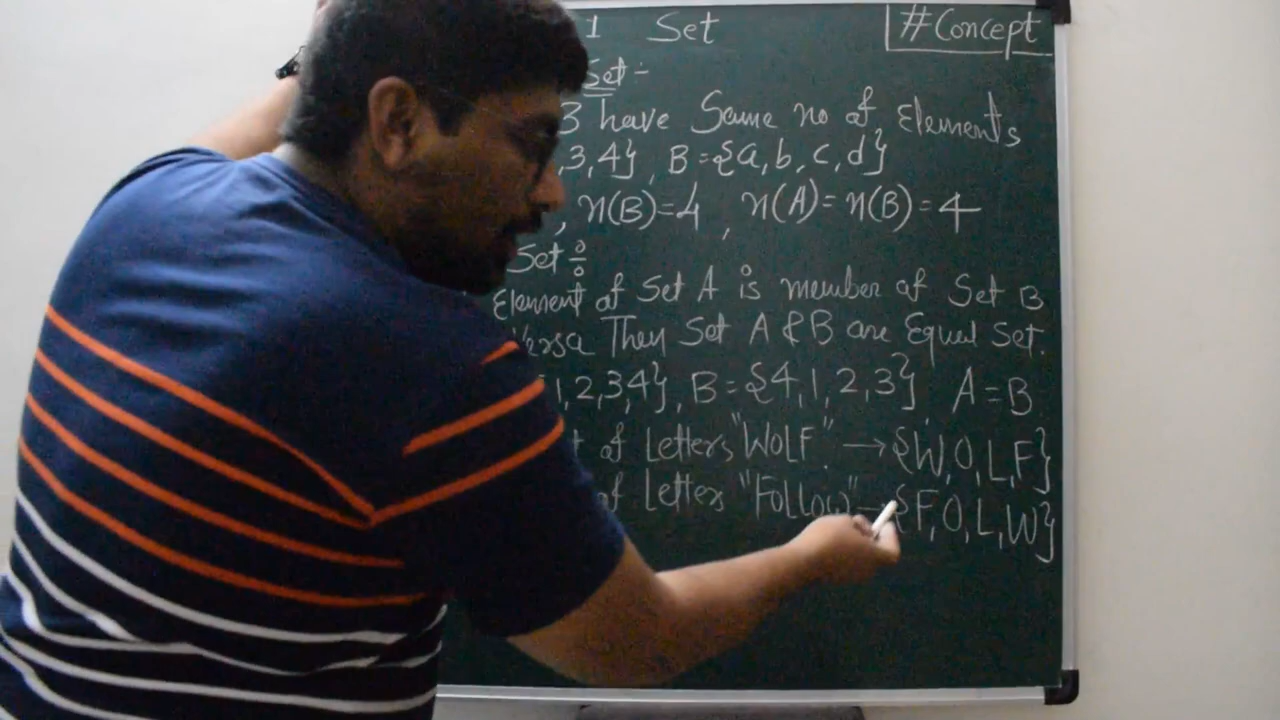 1 Set #Concept
Set :-
3 have Same no of Elements
,3,4}, B={a,b,c,d}
, n(B)=4, n(A)=n(B)=4
Set ÷
Element of Set A is member of Set B
Versa They Set A & B are Equal Set.
1,2,3,4}, B={4,1,2,3}, A=B
t of Letters "WOLF". →{W,O,L,F}
of Letter "Follow" →{F,O,L,W}